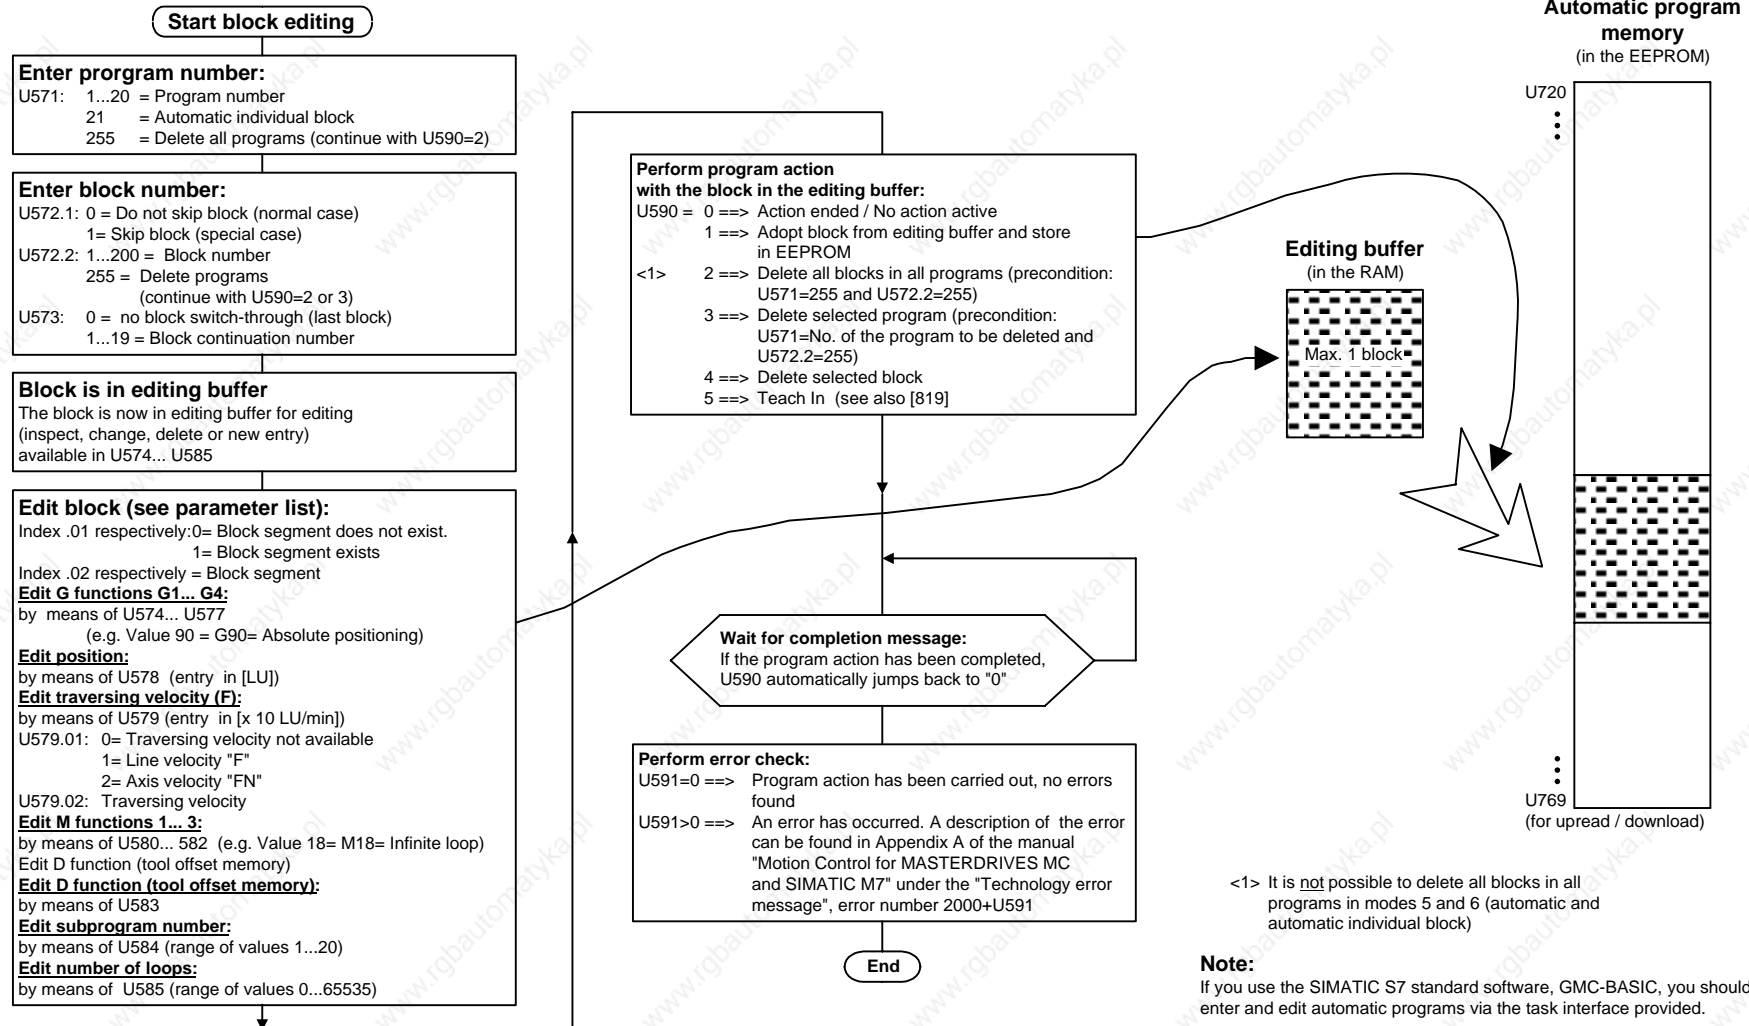 Start block editing
Enter prorgram number:
U571: 1...20 = Program number
21 = Automatic individual block
255 = Delete all programs (continue with U590=2)
Enter block number:
U572.1: 0 = Do not skip block (normal case)
1= Skip block (special case)
U572.2: 1...200 = Block number
255 = Delete programs
(continue with U590=2 or 3)
U573: 0 = no block switch-through (last block)
1...19 = Block continuation number
Block is in editing buffer
The block is now in editing buffer for editing
(inspect, change, delete or new entry)
available in U574... U585
Edit block (see parameter list):
Index .01 respectively:0= Block segment does not exist.
1= Block segment exists
Index .02 respectively = Block segment
Edit G functions G1... G4:
by means of U574... U577
(e.g. Value 90 = G90= Absolute positioning)
Edit position:
by means of U578 (entry in [LU])
Edit traversing velocity (F):
by means of U579 (entry in [x 10 LU/min])
U579.01: 0= Traversing velocity not available
1= Line velocity "F"
2= Axis velocity "FN"
U579.02: Traversing velocity
Edit M functions 1... 3:
by means of U580... 582 (e.g. Value 18= M18= Infinite loop)
Edit D function (tool offset memory)
Edit D function (tool offset memory):
by means of U583
Edit subprogram number:
by means of U584 (range of values 1...20)
Edit number of loops:
by means of U585 (range of values 0...65535)
Perform program action
with the block in the editing buffer:
U590 = 0 ==> Action ended / No action active
1 ==> Adopt block from editing buffer and store
in EEPROM
<1> 2 ==> Delete all blocks in all programs (precondition:
U571=255 and U572.2=255)
3 ==> Delete selected program (precondition:
U571=No. of the program to be deleted and
U572.2=255)
4 ==> Delete selected block
5 ==> Teach In (see also [819]
Wait for completion message:
If the program action has been completed,
U590 automatically jumps back to "0"
Perform error check:
U591=0 ==> Program action has been carried out, no errors
found
U591>0 ==> An error has occurred. A description of the error
can be found in Appendix A of the manual
"Motion Control for MASTERDRIVES MC
and SIMATIC M7" under the "Technology error
message", error number 2000+U591
End
Editing buffer
(in the RAM)
Max. 1 block
Automatic program
memory
(in the EEPROM)
U720
U769
(for upread / download)
<1> It is not possible to delete all blocks in all
programs in modes 5 and 6 (automatic and
automatic individual block)
Note:
If you use the SIMATIC S7 standard software, GMC-BASIC, you should
enter and edit automatic programs via the task interface provided.
www.rgbautomatyka.pl